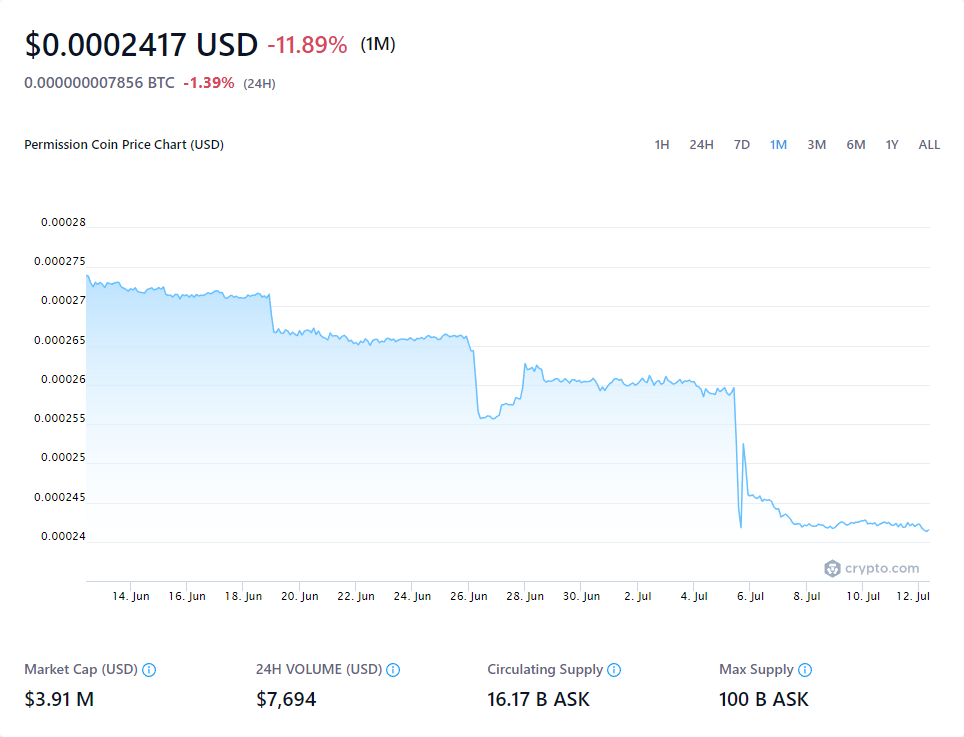 $0.0002417 USD -11.89% (1M)
0.000000007856 BTC -1.39% (24H)
Permission Coin Price Chart (USD) 1H 24H 7D 1M 3M 6M 1Y ALL
0.00028
0.000275
0.00027
0.000265
0.00026
0.000255
0.00025
0.000245
0.00024
crypto.com
14. Jun 16. Jun 18. Jun 20. Jun 22. Jun 24. Jun 26. Jun 28. Jun 30. Jun 2. Jul 4. Jul 6. Jul 8. Jul 10. Jul 12. Jul
Market Cap (USD) 24H VOLUME (USD) Circulating Supply Max Supply
$3.91 M $7,694 16.17 B ASK 100 B ASK